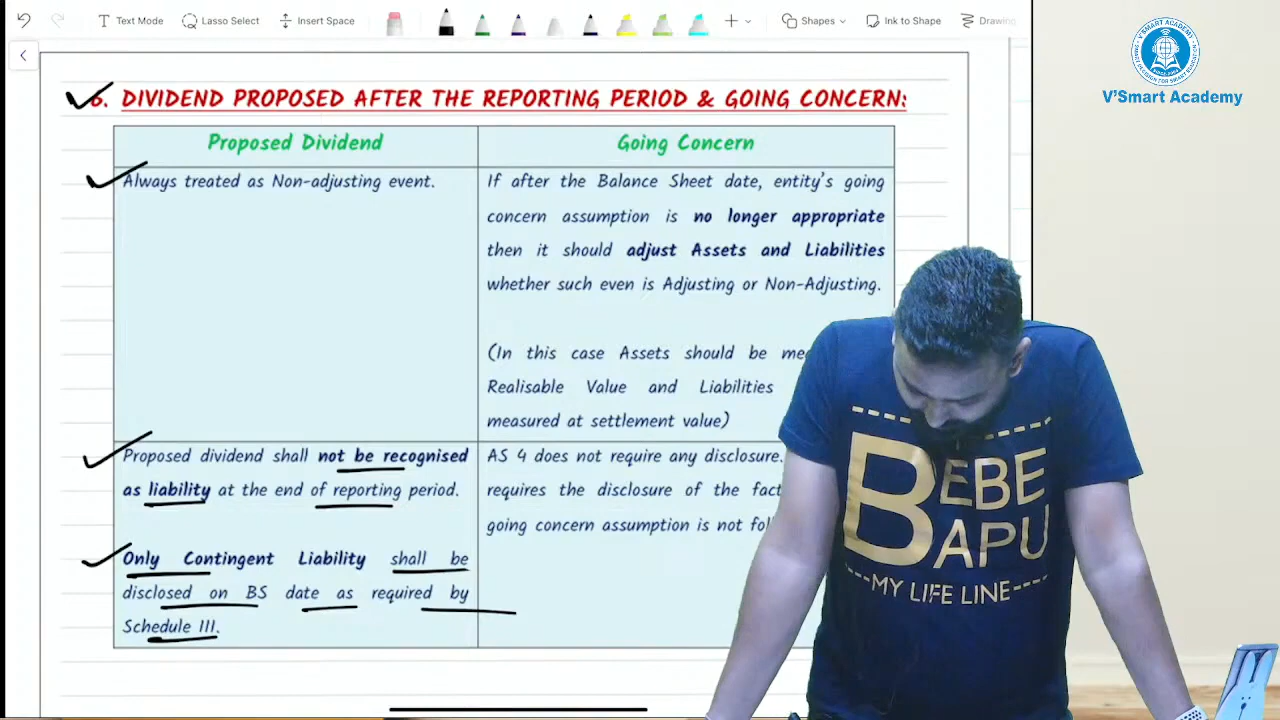 Text Mode
Lasso Select
Insert Space
Shapes
Ink to Shape
Drawing
V'SMART ACADEMY
V'Smart Academy
6. DIVIDEND PROPOSED AFTER THE REPORTING PERIOD & GOING CONCERN:
Proposed Dividend
Always treated as Non-adjusting event.
Proposed dividend shall not be recognised
as liability at the end of reporting period.
Only Contingent Liability shall be
disclosed on BS date as required by
Schedule III.
Going Concern
If after the Balance Sheet date, entity's going
concern assumption is no longer appropriate
then it should adjust Assets and Liabilities
whether such even is Adjusting or Non-Adjusting.
(In this case Assets should be
Realisable Value and Liabilities
measured at settlement value)
AS 4 does not require any disclosure.
requires the disclosure of the fact
going concern assumption is not
BEBE
BAPU
MY LIFE LINE